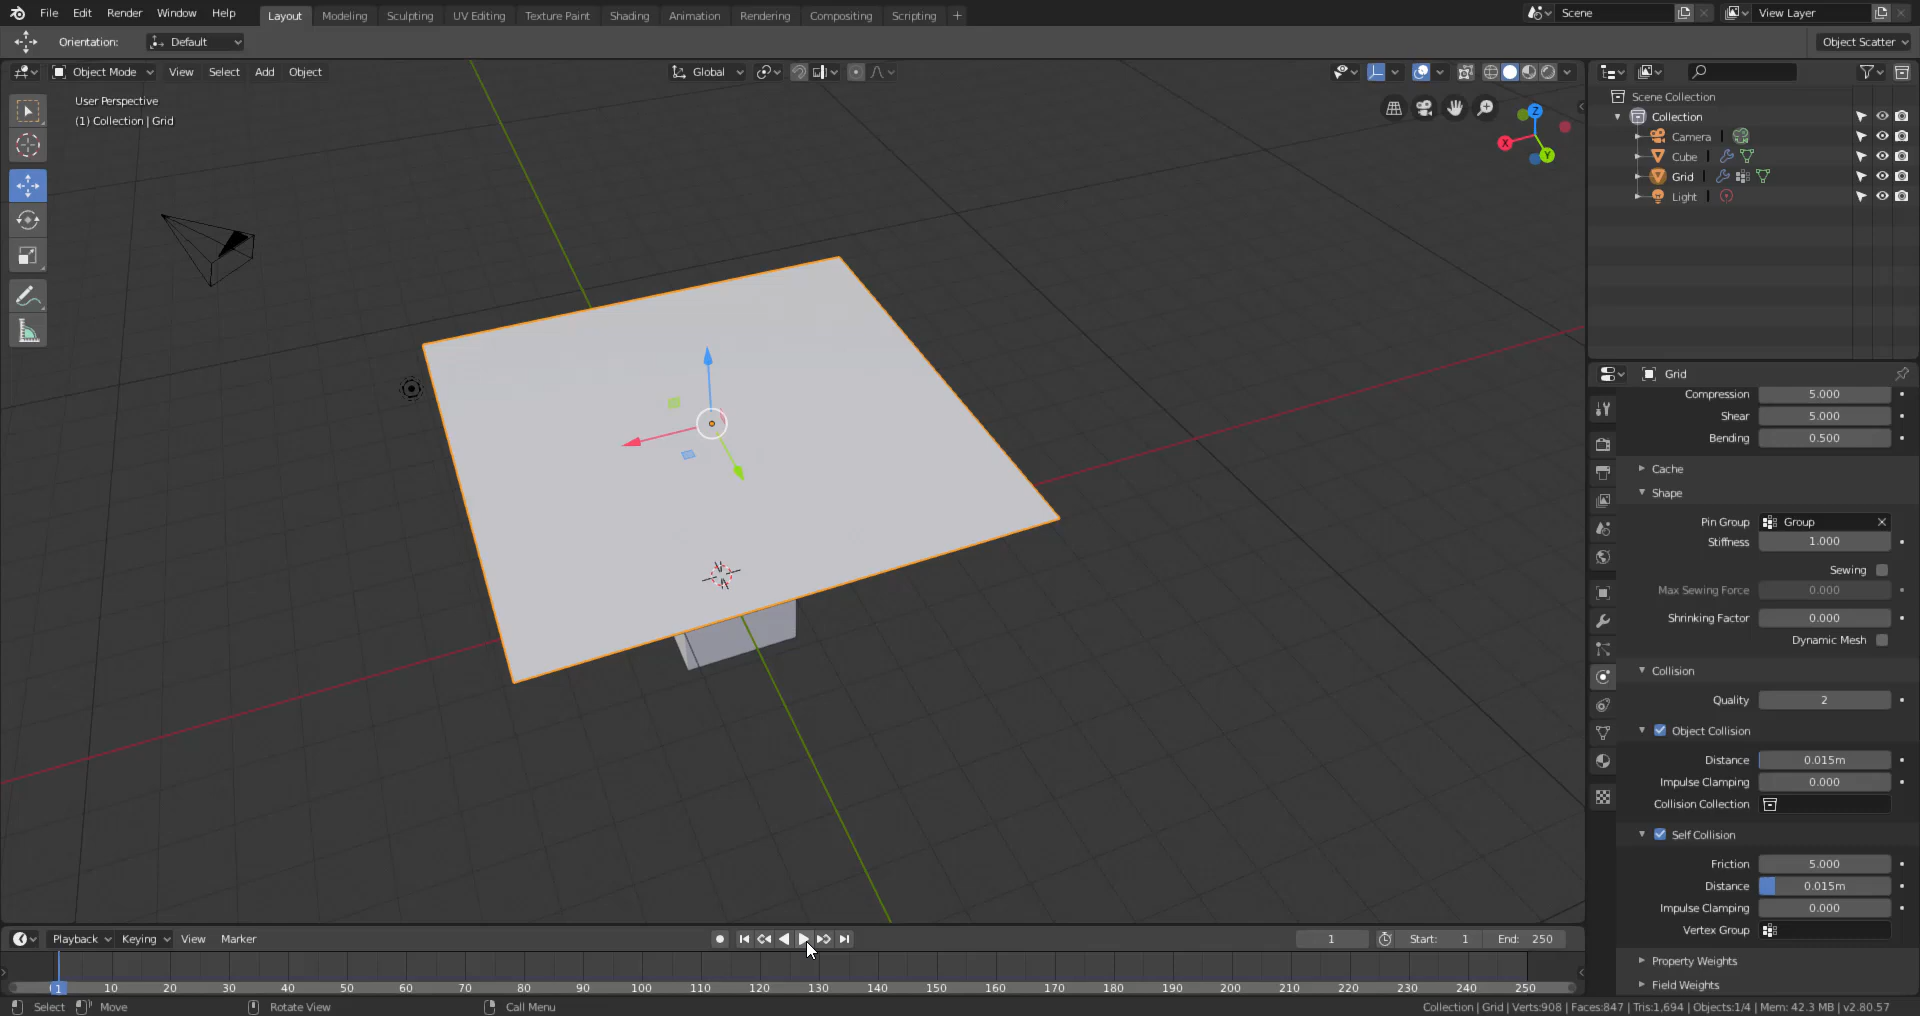 File Edit Render Window Help Layout Modeling Sculpting UV Editing Texture Paint Shading Animation Rendering Compositing Scripting + Scene View Layer
Orientation: Default Object Scatter
Object Mode View Select Add Object Global
User Perspective
(1) Collection | Grid
Z
X
Y
Scene Collection
Collection
Camera
Cube
Grid
Light
Grid
Compression 5.000
Shear 5.000
Bending 0.500
Cache
Shape
Pin Group Group
Stiffness 1.000
Sewing
Max Sewing Force 0.000
Shrinking Factor 0.000
Dynamic Mesh
Collision
Quality 2
Object Collision
Distance 0.015m
Impulse Clamping 0.000
Collision Collection
Self Collision
Friction 5.000
Distance 0.015m
Impulse Clamping 0.000
Vertex Group
Property Weights
Field Weights
Playback Keying View Marker 1 Start: 1 End: 250
1 10 20 30 40 50 60 70 80 90 100 110 120 130 140 150 160 170 180 190 200 210 220 230 240 250
Select Move Rotate View Call Menu Collection | Grid | Verts:908 | Faces:847 | Tris:1,694 | Objects:1/4 | Mem: 42.3 MB | v2.80.57